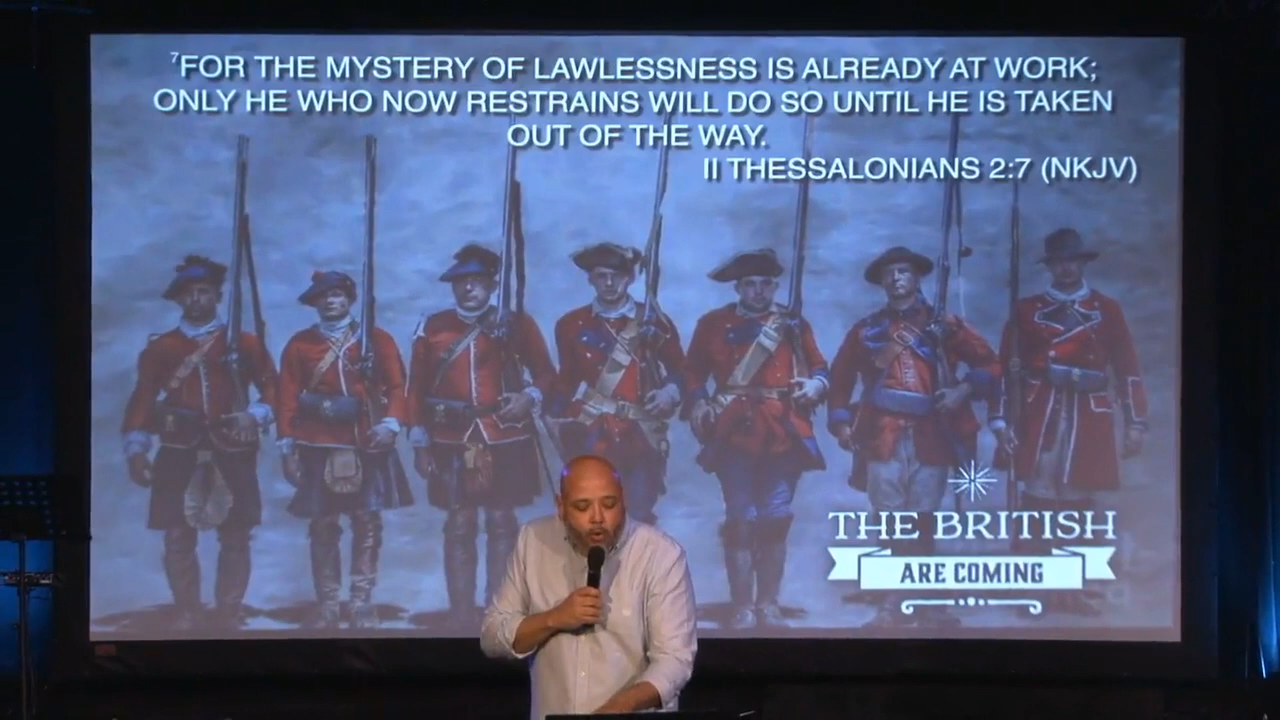 ⁷FOR THE MYSTERY OF LAWLESSNESS IS ALREADY AT WORK;
ONLY HE WHO NOW RESTRAINS WILL DO SO UNTIL HE IS TAKEN
OUT OF THE WAY.
II THESSALONIANS 2:7 (NKJV)
THE BRITISH
ARE COMING